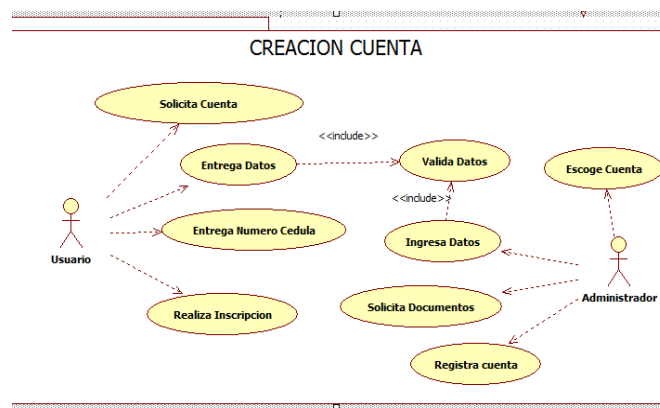 CREACION CUENTA
Solicita Cuenta
<<include>>
Entrega Datos
Valida Datos
Escoge Cuenta
<<include>>
Entrega Numero Cedula
Ingresa Datos
Usuario
Administrador
Solicita Documentos
Realiza Inscripcion
Registra cuenta